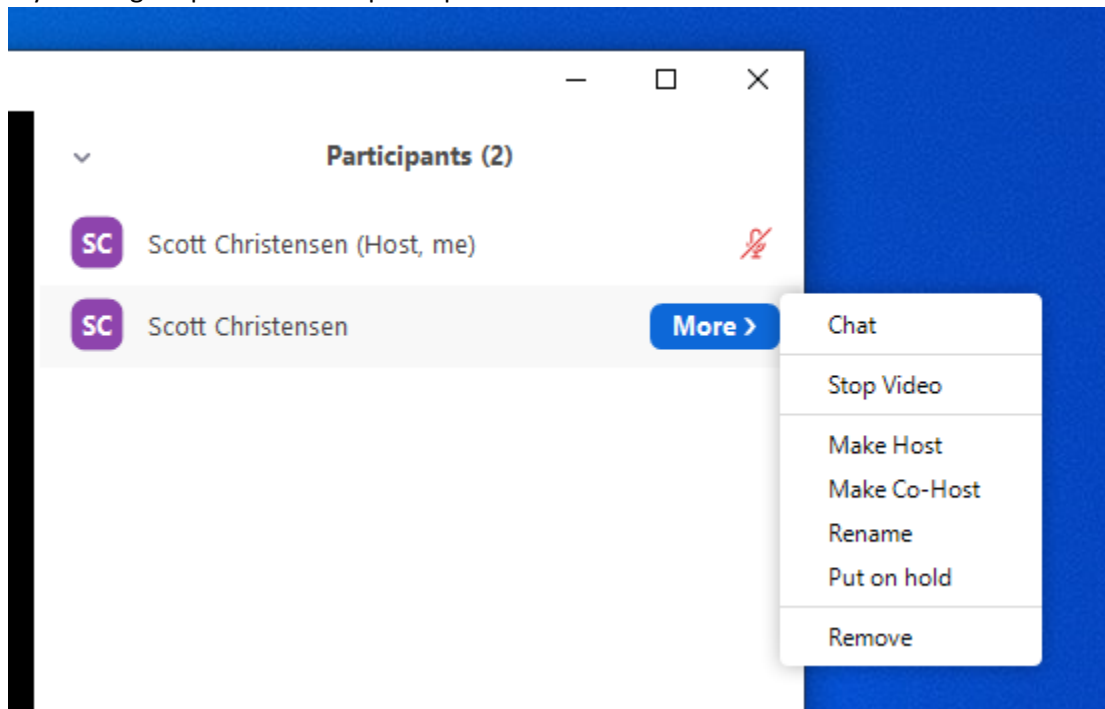 Participants (2)
SC Scott Christensen (Host, me)
SC Scott Christensen More >
Chat
Stop Video
Make Host
Make Co-Host
Rename
Put on hold
Remove